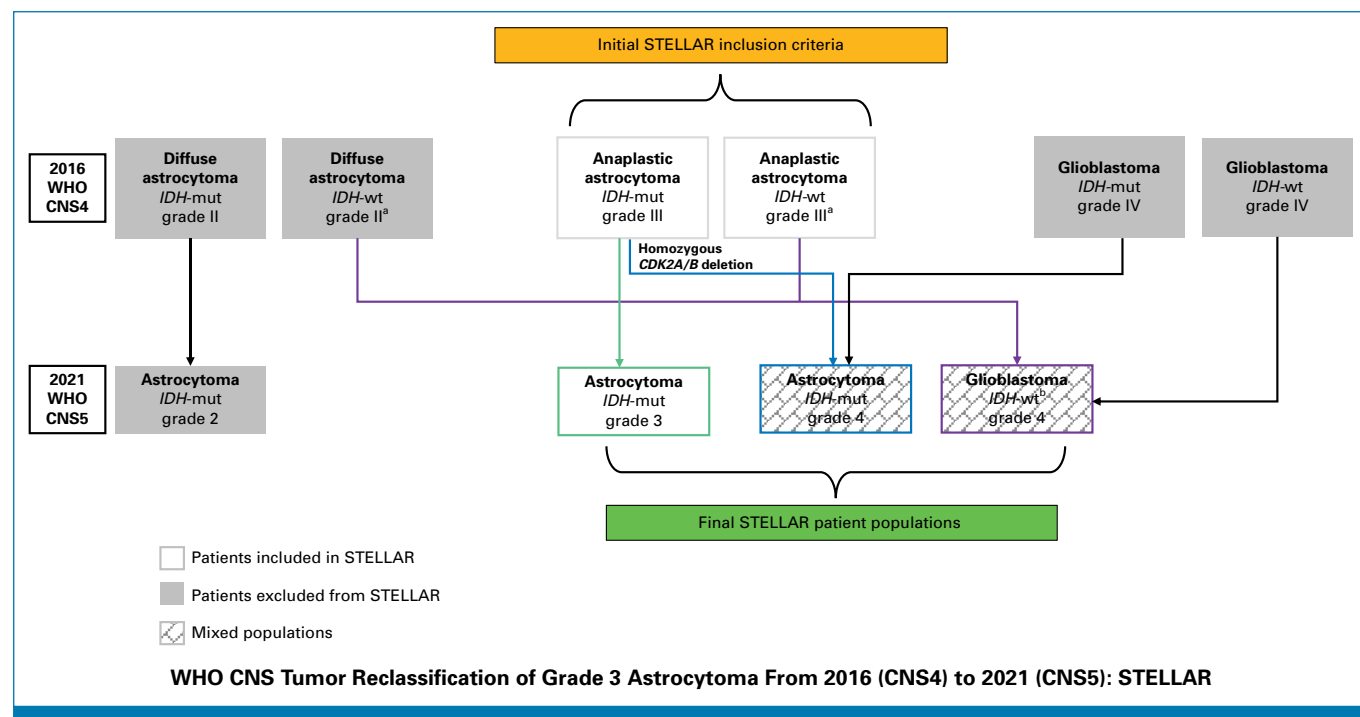 Initial STELLAR inclusion criteria
2016
WHO
CNS4
Diffuse
astrocytoma
IDH-mut
grade II
Diffuse
astrocytoma
IDH-wt
grade IIa
Anaplastic
astrocytoma
IDH-mut
grade III
Anaplastic
astrocytoma
IDH-wt
grade IIIa
Glioblastoma
IDH-mut
grade IV
Glioblastoma
IDH-wt
grade IV
Homozygous
CDK2A/B deletion
2021
WHO
CNS5
Astrocytoma
IDH-mut
grade 2
Astrocytoma
IDH-mut
grade 3
Astrocytoma
IDH-mut
grade 4
Glioblastoma
IDH-wtb
grade 4
Final STELLAR patient populations
Patients included in STELLAR
Patients excluded from STELLAR
Mixed populations
WHO CNS Tumor Reclassification of Grade 3 Astrocytoma From 2016 (CNS4) to 2021 (CNS5): STELLAR